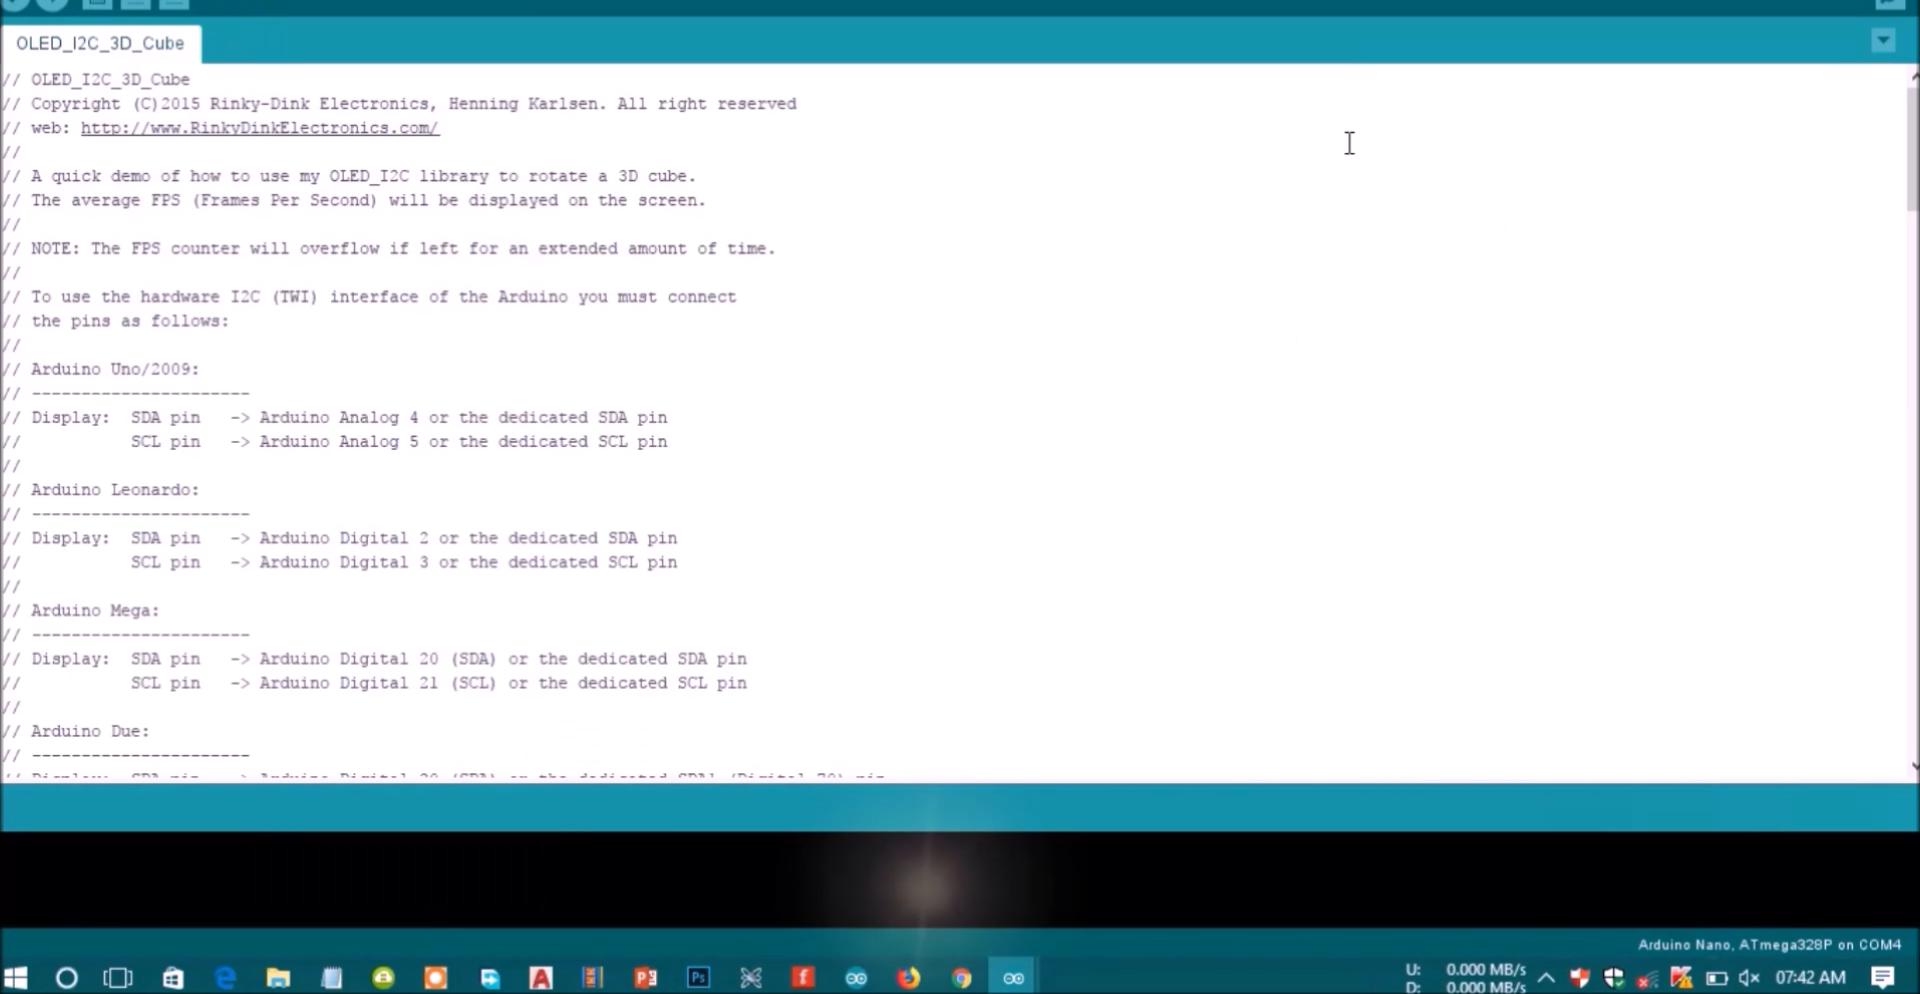 OLED_I2C_3D_Cube
// OLED_I2C_3D_Cube
// Copyright (C)2015 Rinky-Dink Electronics, Henning Karlsen. All right reserved
// web: http://www.RinkyDinkElectronics.com/
//
// A quick demo of how to use my OLED_I2C library to rotate a 3D cube.
// The average FPS (Frames Per Second) will be displayed on the screen.
//
// NOTE: The FPS counter will overflow if left for an extended amount of time.
//
// To use the hardware I2C (TWI) interface of the Arduino you must connect
// the pins as follows:
//
// Arduino Uno/2009:
// ----------------------
// Display:  SDA pin   -> Arduino Analog 4 or the dedicated SDA pin
//           SCL pin   -> Arduino Analog 5 or the dedicated SCL pin
//
// Arduino Leonardo:
// ----------------------
// Display:  SDA pin   -> Arduino Digital 2 or the dedicated SDA pin
//           SCL pin   -> Arduino Digital 3 or the dedicated SCL pin
//
// Arduino Mega:
// ----------------------
// Display:  SDA pin   -> Arduino Digital 20 (SDA) or the dedicated SDA pin
//           SCL pin   -> Arduino Digital 21 (SCL) or the dedicated SCL pin
//
// Arduino Due:
// ----------------------
Arduino Nano, ATmega328P on COM4
U: 0.000 MB/s
D: 0.000 MB/s
07:42 AM